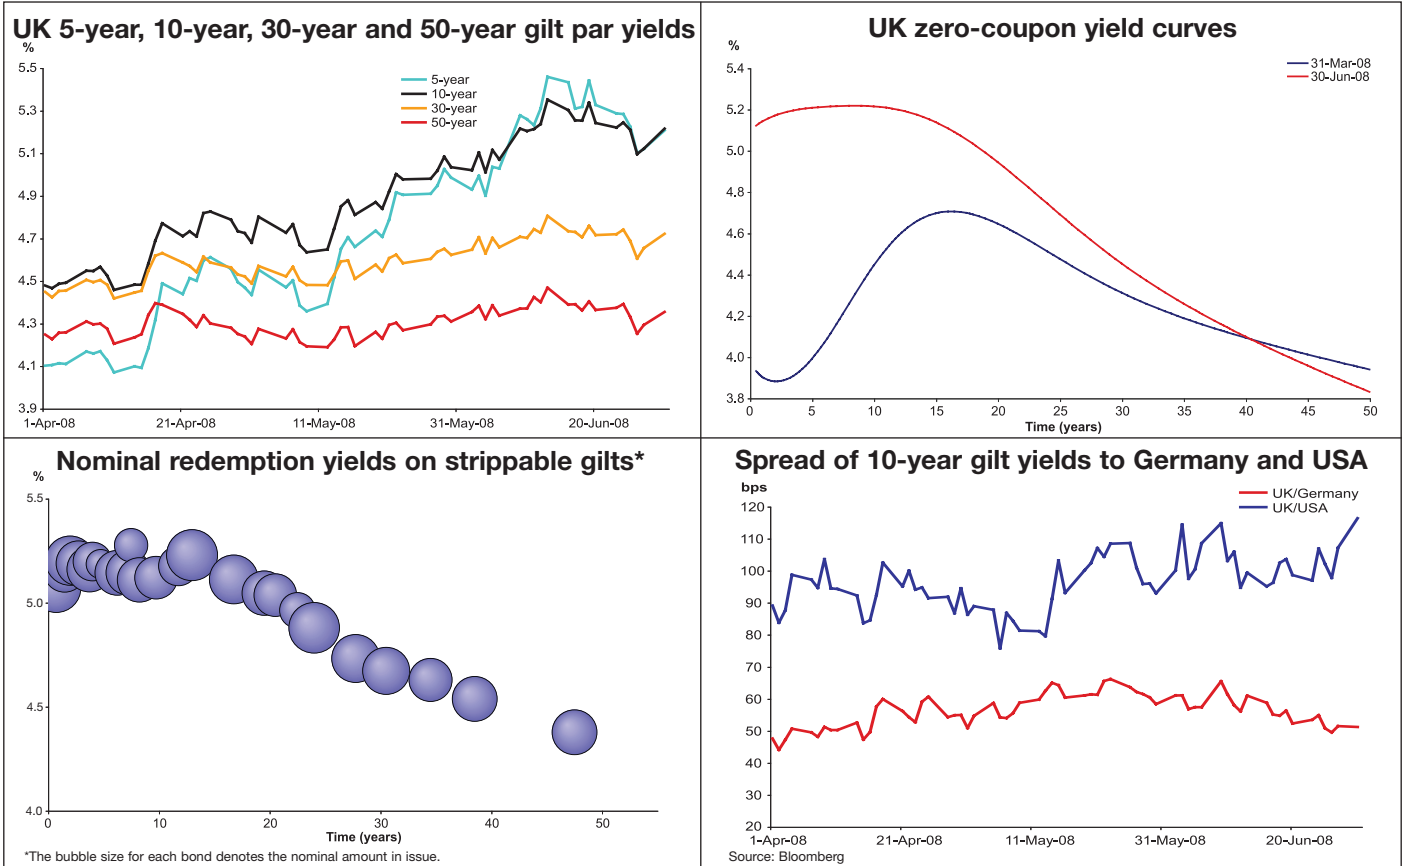 UK 5-year, 10-year, 30-year and 50-year gilt par yields
%
5.5
5.3
5.1
4.9
4.7
4.5
4.3
4.1
3.9
5-year
10-year
30-year
50-year
1-Apr-08 21-Apr-08 11-May-08 31-May-08 20-Jun-08
UK zero-coupon yield curves
%
31-Mar-08
30-Jun-08
5.4
5.2
5.0
4.8
4.6
4.4
4.2
4.0
3.8
0 5 10 15 20 25 30 35 40 45 50
Time (years)
Nominal redemption yields on strippable gilts*
%
5.5
5.0
4.5
4.0
0 10 20 30 40 50
Time (years)
*The bubble size for each bond denotes the nominal amount in issue.
Spread of 10-year gilt yields to Germany and USA
bps
UK/Germany
UK/USA
120
110
100
90
80
70
60
50
40
30
20
1-Apr-08 21-Apr-08 11-May-08 31-May-08 20-Jun-08
Source: Bloomberg